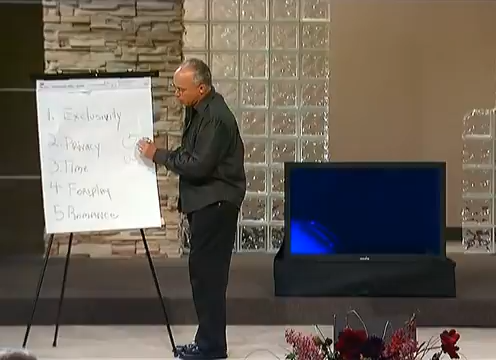 1. Exclusivity
2. Privacy
3. Time
4 Foreplay
5 Romance